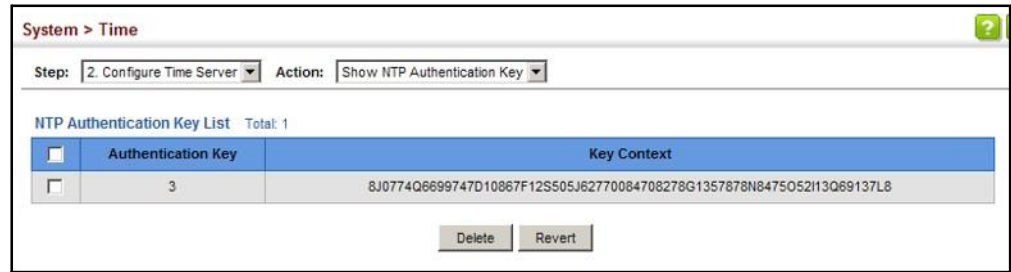 System > Time
?
Step: 2. Configure Time Server Action: Show NTP Authentication Key
NTP Authentication Key List Total: 1
Authentication Key Key Context
3 8J0774Q6699747D10867F12S505J62770084708278G1357878N8475O52I13Q69137L8
Delete Revert